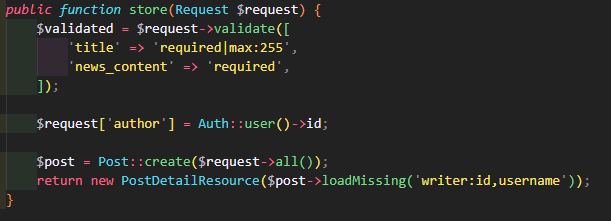 public function store(Request $request) {
$validated = $request->validate([
'title' => 'required|max:255',
'news_content' => 'required',
]);
$request['author'] = Auth::user()->id;
$post = Post::create($request->all());
return new PostDetailResource($post->loadMissing('writer:id,username'));
}